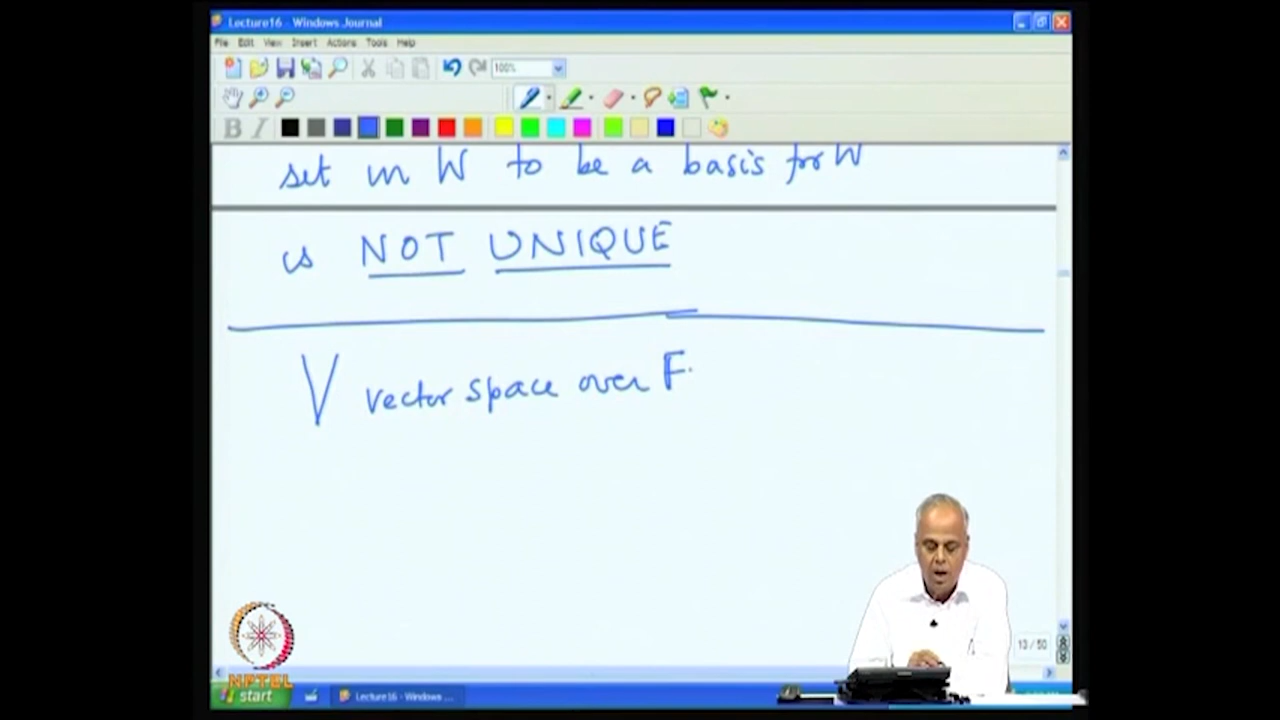 Lecture16 - Windows Journal
File Edit View Insert Actions Tools Help
100%
B I
set in W to be a basis for W
is NOT UNIQUE
V vector space over F.
13 / 50
NPTEL
start Lecture16 - Windows ...